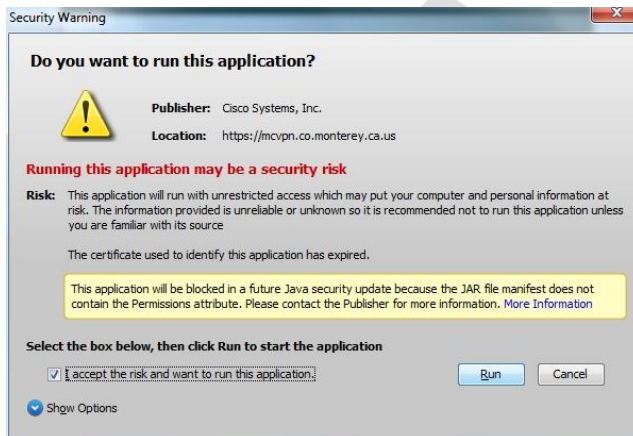 Security Warning
Do you want to run this application?
Publisher: Cisco Systems, Inc.
Location: https://mcvpn.co.monterey.ca.us
Running this application may be a security risk
Risk: This application will run with unrestricted access which may put your computer and personal information at
risk. The information provided is unreliable or unknown so it is recommended not to run this application unless
you are familiar with its source
The certificate used to identify this application has expired.
This application will be blocked in a future Java security update because the JAR file manifest does not
contain the Permissions attribute. Please contact the Publisher for more information. More Information
Select the box below, then click Run to start the application
I accept the risk and want to run this application.
Run Cancel
Show Options